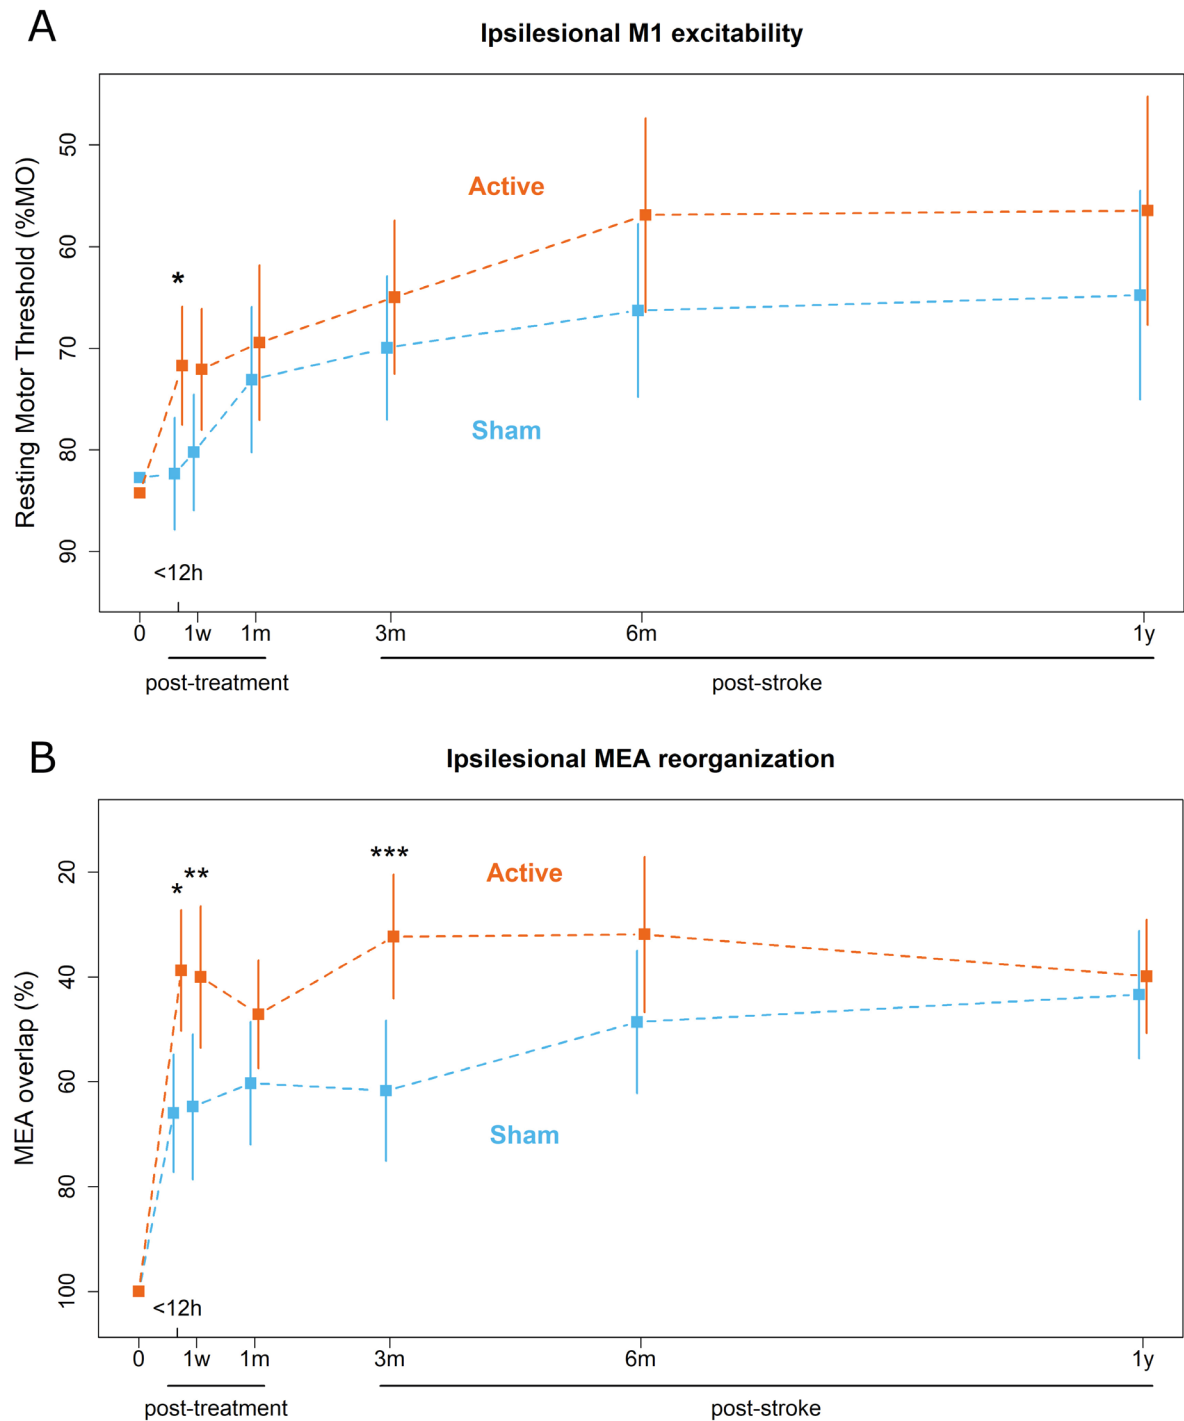 A
Ipsilesional M1 excitability
Resting Motor Threshold (%MO)
50
60
70
80
90
Active
*
Sham
<12h
0 1w 1m 3m 6m 1y
post-treatment post-stroke
B
Ipsilesional MEA reorganization
MEA overlap (%)
20
40
60
80
100
***
Active
**
*
Sham
<12h
0 1w 1m 3m 6m 1y
post-treatment post-stroke